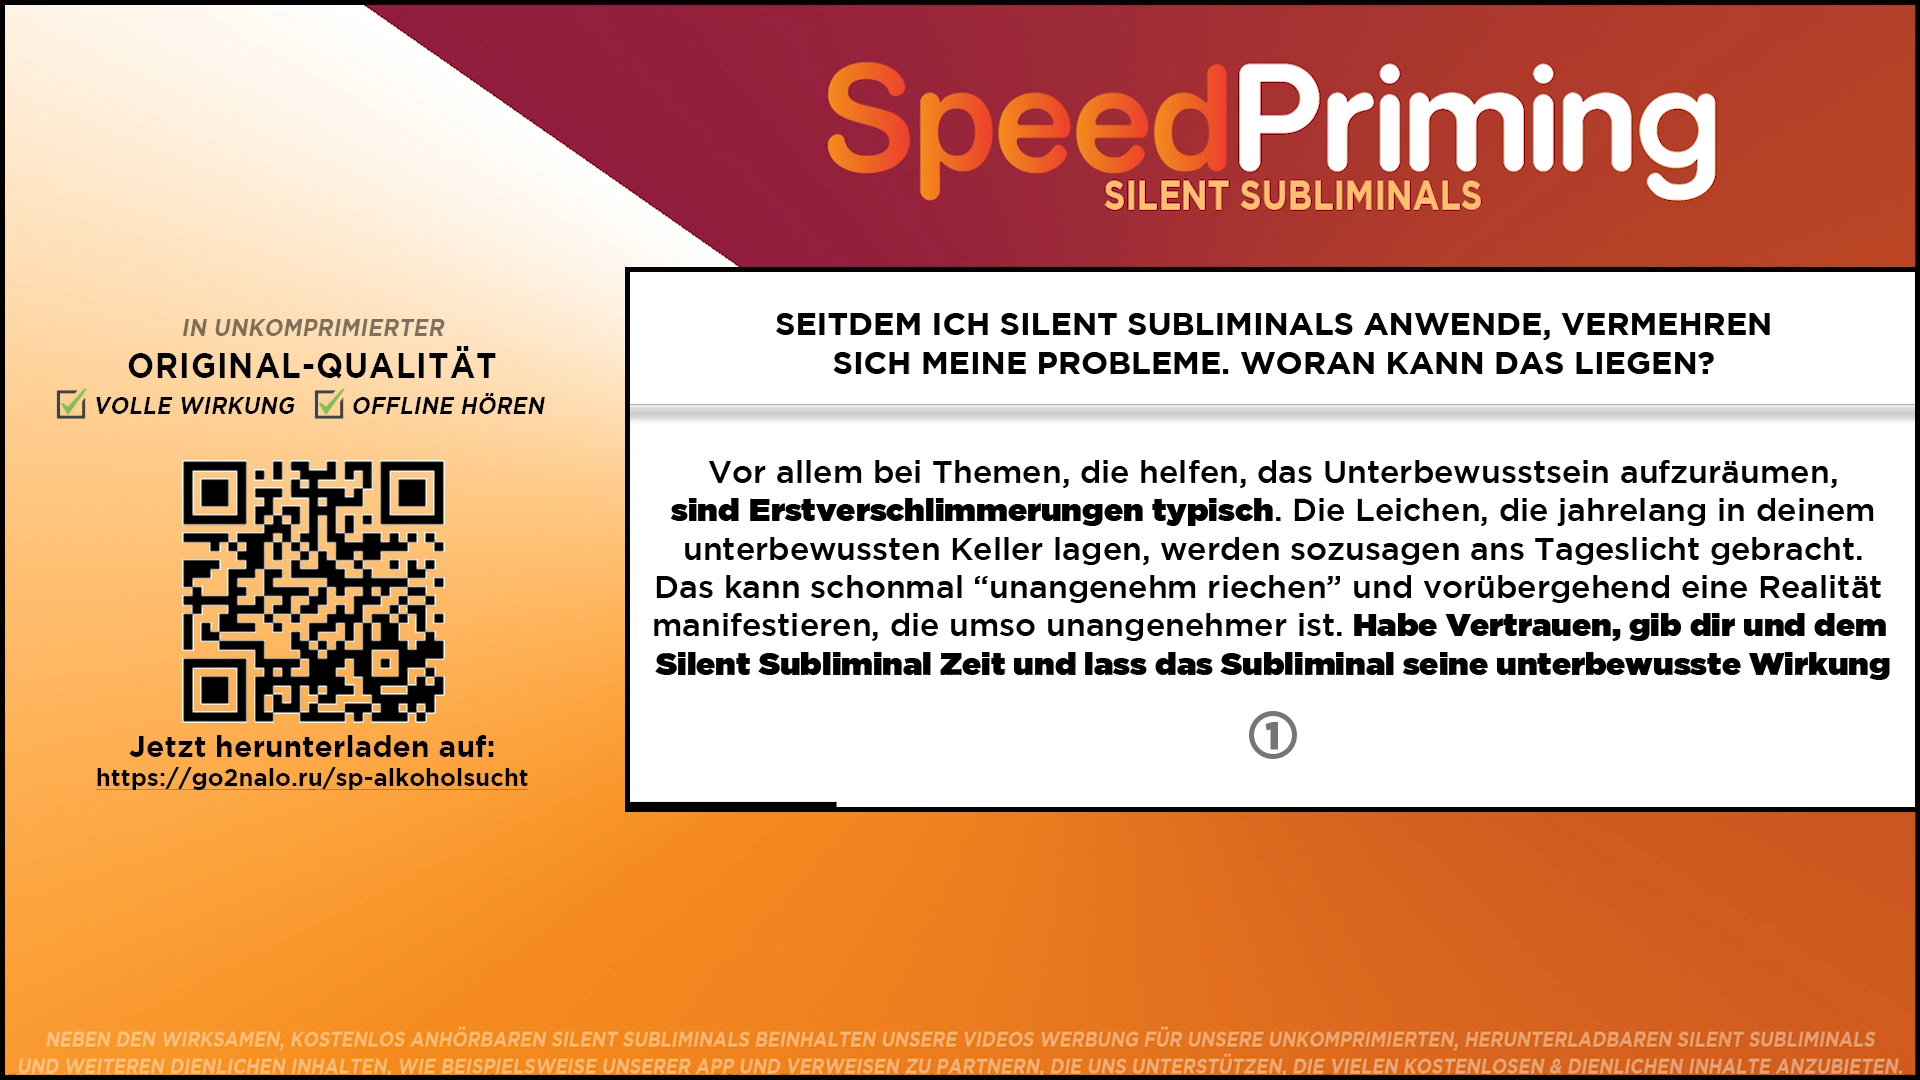 SpeedPriming
SILENT SUBLIMINALS
IN UNKOMPRIMIERTER
ORIGINAL-QUALITÄT
VOLLE WIRKUNG OFFLINE HÖREN
Jetzt herunterladen auf:
https://go2nalo.ru/sp-alkoholsucht
SEITDEM ICH SILENT SUBLIMINALS ANWENDE, VERMEHREN
SICH MEINE PROBLEME. WORAN KANN DAS LIEGEN?
Vor allem bei Themen, die helfen, das Unterbewusstsein aufzuräumen,
sind Erstverschlimmerungen typisch. Die Leichen, die jahrelang in deinem
unterbewussten Keller lagen, werden sozusagen ans Tageslicht gebracht.
Das kann schonmal “unangenehm riechen” und vorübergehend eine Realität
manifestieren, die umso unangenehmer ist. Habe Vertrauen, gib dir und dem
Silent Subliminal Zeit und lass das Subliminal seine unterbewusste Wirkung
①
NEBEN DEN WIRKSAMEN, KOSTENLOS ANHÖRBAREN SILENT SUBLIMINALS BEINHALTEN UNSERE VIDEOS WERBUNG FÜR UNSERE UNKOMPRIMIERTEN, HERUNTERLADBAREN SILENT SUBLIMINALS
UND WEITEREN DIENLICHEN INHALTEN, WIE BEISPIELSWEISE UNSERER APP UND VERWEISEN ZU PARTNERN, DIE UNS UNTERSTÜTZEN, DIE VIELEN KOSTENLOSEN & DIENLICHEN INHALTE ANZUBIETEN.